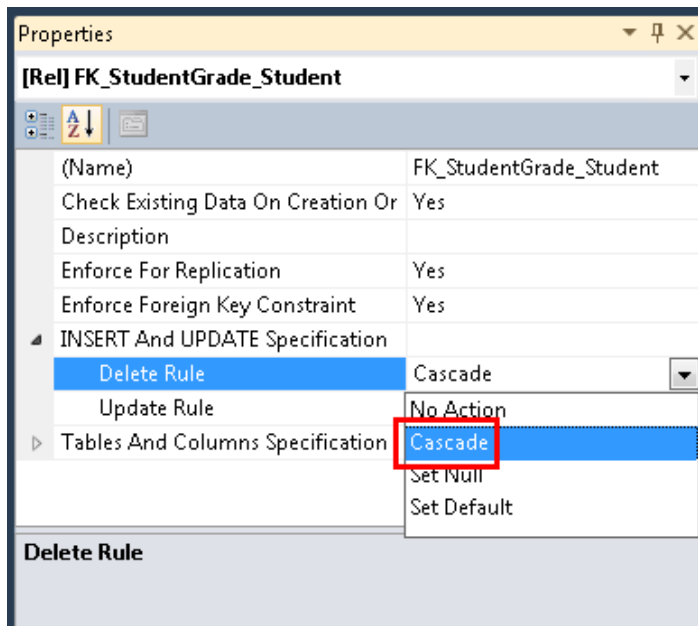 Properties
[Rel] FK_StudentGrade_Student
A
Z
(Name) FK_StudentGrade_Student
Check Existing Data On Creation Or Yes
Description
Enforce For Replication Yes
Enforce Foreign Key Constraint Yes
INSERT And UPDATE Specification
Delete Rule Cascade
Update Rule No Action
Tables And Columns Specification Cascade
Set Null
Set Default
Delete Rule